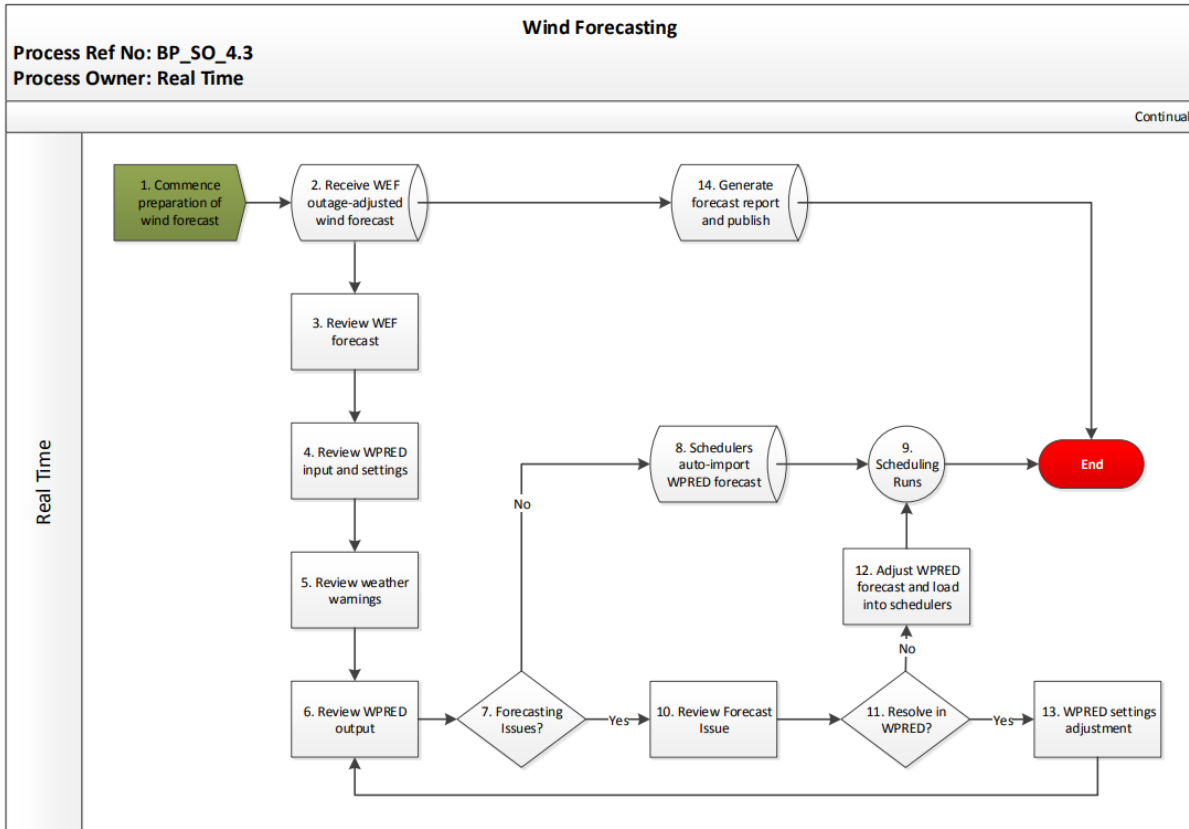 Wind Forecasting
Process Ref No: BP_SO_4.3
Process Owner: Real Time
Continual
Real Time
1. Commence
preparation of
wind forecast
2. Receive WEF
outage-adjusted
wind forecast
14. Generate
forecast report
and publish
3. Review WEF
forecast
4. Review WPRED
input and settings
8. Schedulers
auto-import
WPRED forecast
9.
Scheduling
Runs
End
No
5. Review weather
warnings
12. Adjust WPRED
forecast and load
into schedulers
No
6. Review WPRED
output
7. Forecasting
Issues?
Yes
10. Review Forecast
Issue
11. Resolve in
WPRED?
Yes
13. WPRED settings
adjustment